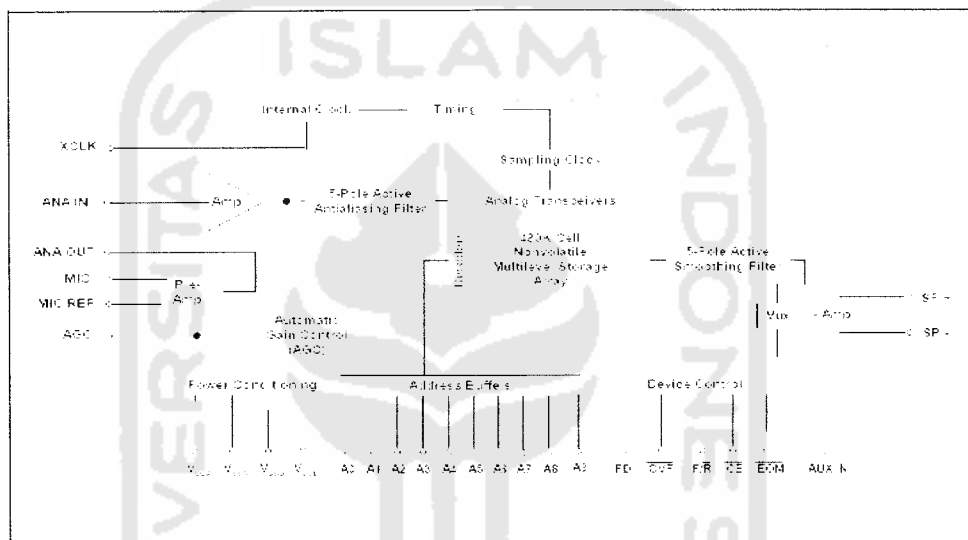 ISLAM
UNIVERSITAS
INDONES
Internal Clock
Timing
XCLK
Sampling Clock
ANA IN
Amp
5-Pole Active
Antialiasing Filter
Analog Transceivers
ANA OUT
MIC
MIC REF
AGC
Pre-
Amp
Decoders
Nonvolatile
Multilevel Storage
Array
5-Pole Active
Smoothing Filter
Automatic
Gain Control
(AGC)
Mux
Amp
SP +
SP -
Power Conditioning
Address Buffers
Device Control
A0 A1 A2 A3 A4 A5 A6 A7 A8 A9 PD OVF P/R CE EOM AUX IN